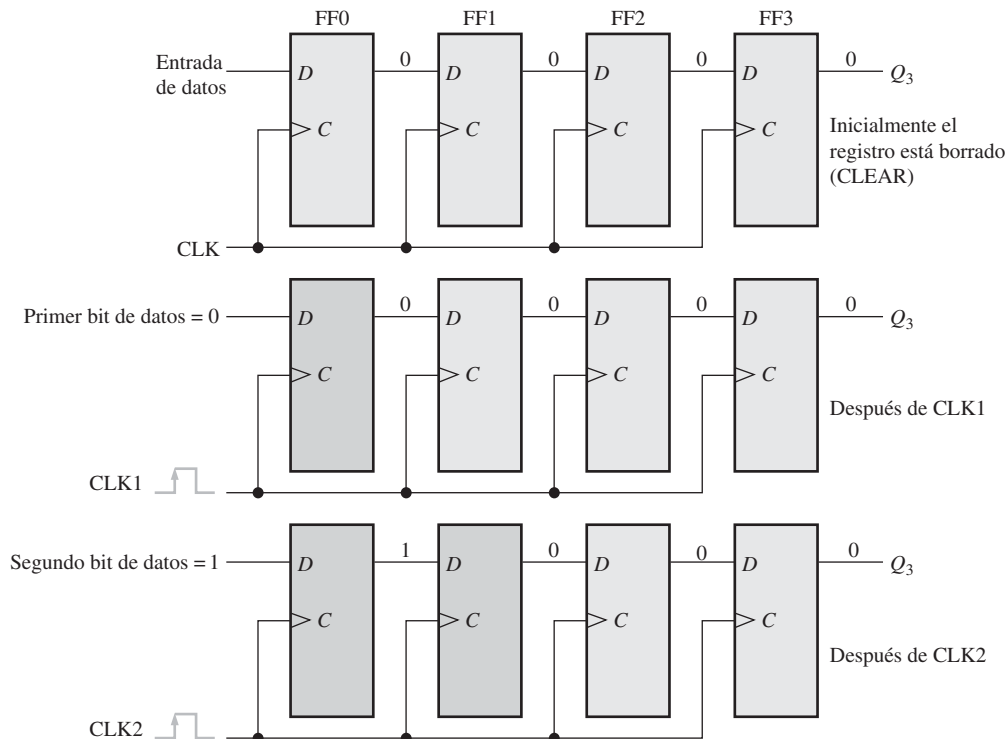 FF0 FF1 FF2 FF3
Entrada
de datos
D 0 D 0 D 0 D 0 Q3
C C C C
Inicialmente el
registro está borrado
(CLEAR)
CLK
Primer bit de datos = 0 D 0 D 0 D 0 D 0 Q3
C C C C
Después de CLK1
CLK1
Segundo bit de datos = 1 D 1 D 0 D 0 D 0 Q3
C C C C
Después de CLK2
CLK2